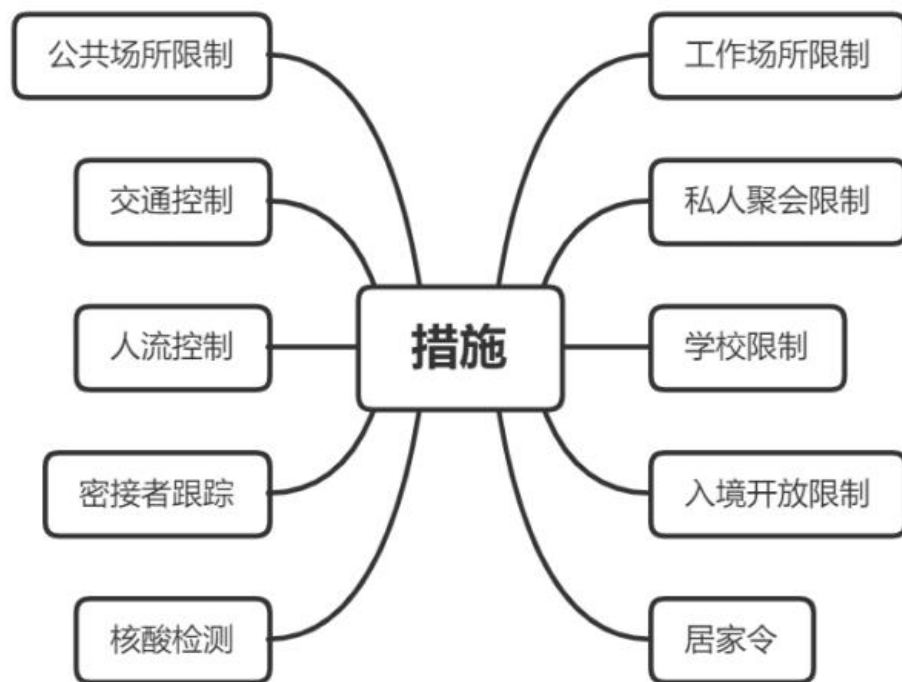 公共场所限制
工作场所限制
交通控制
私人聚会限制
措施
人流控制
学校限制
密接者跟踪
入境开放限制
核酸检测
居家令